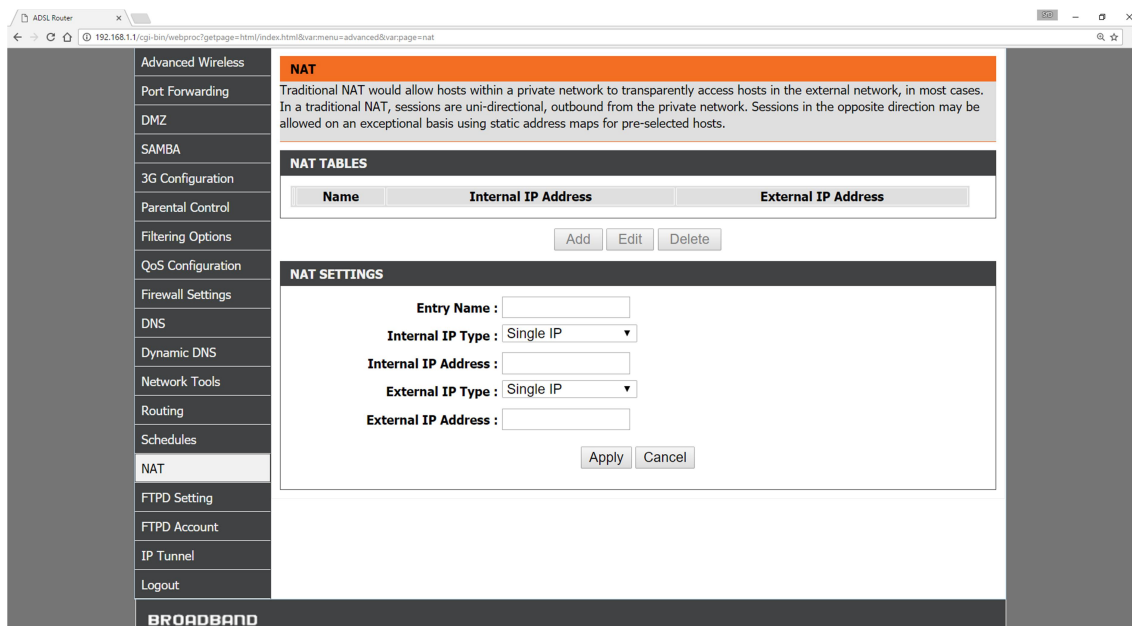 ADSL Router
192.168.1.1/cgi-bin/webproc?getpage=html/index.html&var:menu=advanced&var:page=nat
Advanced Wireless
Port Forwarding
DMZ
SAMBA
3G Configuration
Parental Control
Filtering Options
QoS Configuration
Firewall Settings
DNS
Dynamic DNS
Network Tools
Routing
Schedules
NAT
FTPD Setting
FTPD Account
IP Tunnel
Logout
NAT
Traditional NAT would allow hosts within a private network to transparently access hosts in the external network, in most cases.
In a traditional NAT, sessions are uni-directional, outbound from the private network. Sessions in the opposite direction may be
allowed on an exceptional basis using static address maps for pre-selected hosts.
NAT TABLES
Name Internal IP Address External IP Address
Add Edit Delete
NAT SETTINGS
Entry Name :
Internal IP Type : Single IP
Internal IP Address :
External IP Type : Single IP
External IP Address :
Apply Cancel
BROADBAND